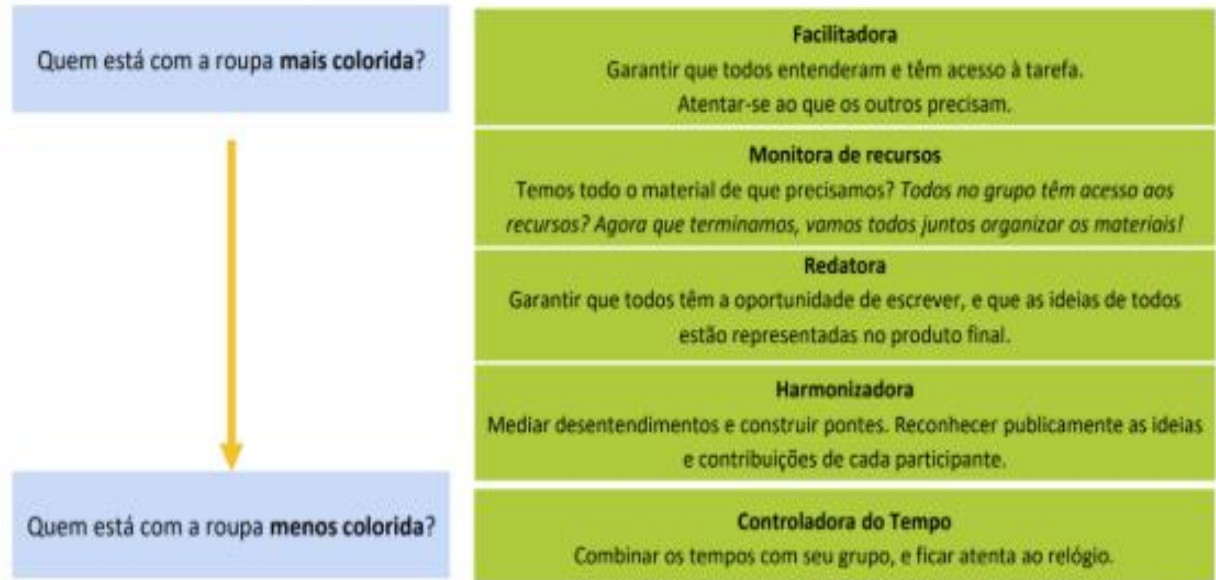 Quem está com a roupa mais colorida?
Facilitadora
Garantir que todos entenderam e têm acesso à tarefa.
Atentar-se ao que os outros precisam.
Monitora de recursos
Temos todo o material de que precisamos? Todos no grupo têm acesso aos
recursos? Agora que terminamos, vamos todos juntos organizar os materiais!
Redatora
Garantir que todos têm a oportunidade de escrever, e que as ideias de todos
estão representadas no produto final.
Harmonizadora
Mediar desentendimentos e construir pontes. Reconhecer publicamente as ideias
e contribuições de cada participante.
Quem está com a roupa menos colorida?
Controladora do Tempo
Combinar os tempos com seu grupo, e ficar atenta ao relógio.